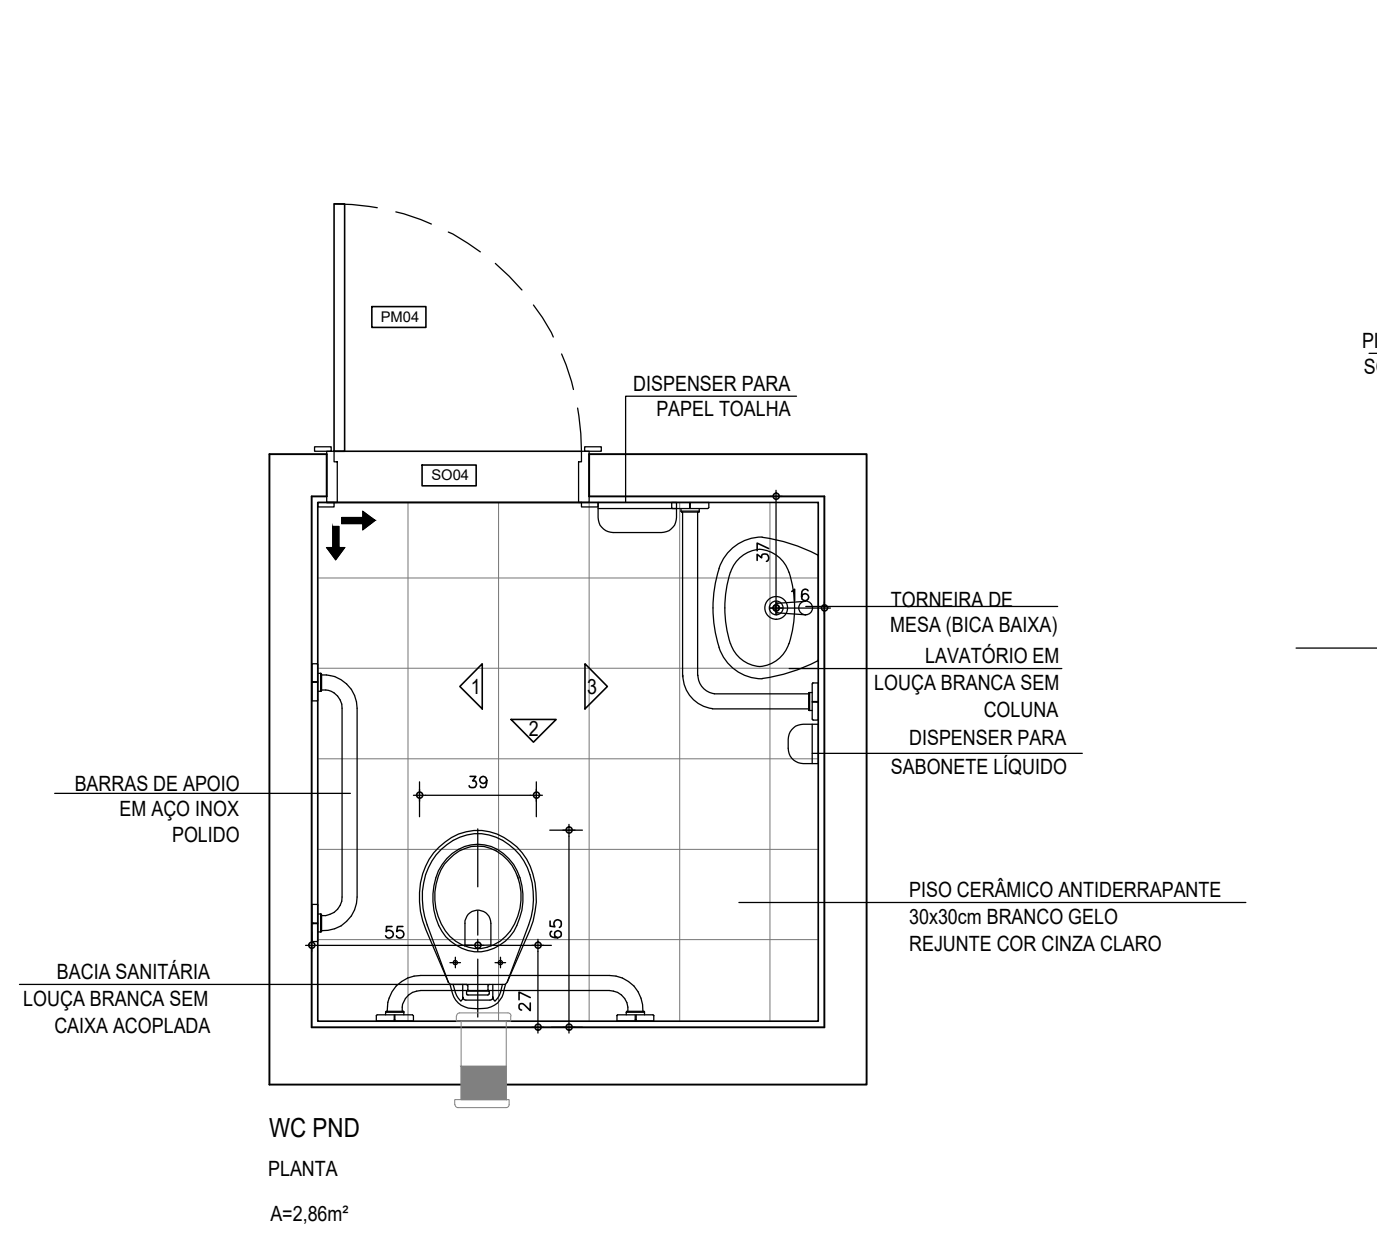 PM04
DISPENSER PARA
PAPEL TOALHA
SO04
37
16
TORNEIRA DE
MESA (BICA BAIXA)
LAVATÓRIO EM
LOUÇA BRANCA SEM
COLUNA
DISPENSER PARA
SABONETE LÍQUIDO
1
3
2
39
BARRAS DE APOIO
EM AÇO INOX
POLIDO
65
55
27
PISO CERÂMICO ANTIDERRAPANTE
30x30cm BRANCO GELO
REJUNTE COR CINZA CLARO
BACIA SANITÁRIA
LOUÇA BRANCA SEM
CAIXA ACOPLADA
WC PND
PLANTA
A=2,86m²